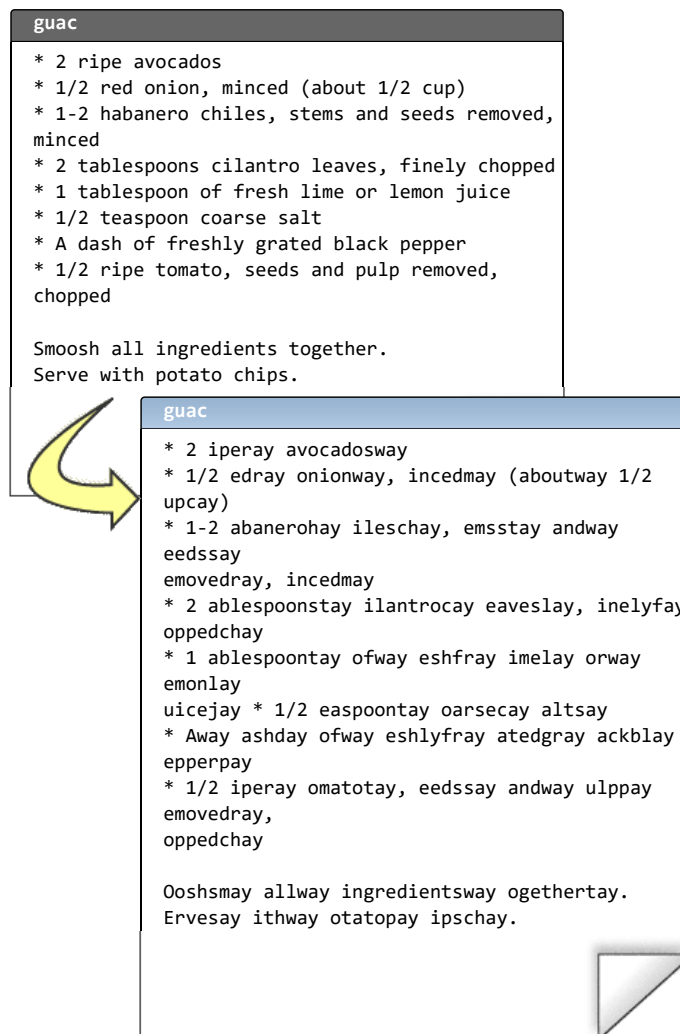 guac
* 2 ripe avocados
* 1/2 red onion, minced (about 1/2 cup)
* 1-2 habanero chiles, stems and seeds removed,
minced
* 2 tablespoons cilantro leaves, finely chopped
* 1 tablespoon of fresh lime or lemon juice
* 1/2 teaspoon coarse salt
* A dash of freshly grated black pepper
* 1/2 ripe tomato, seeds and pulp removed,
chopped
Smoosh all ingredients together.
Serve with potato chips.
guac
* 2 iperay avocadosway
* 1/2 edray onionway, incedmay (aboutway 1/2
upcay)
* 1-2 abanerohay ileschay, emsstay andway
eedssay
emovedray, incedmay
* 2 ablespoonstay ilantrocay eaveslay, inelyfay
oppedchay
* 1 ablespoontay ofway eshfray imelay orway
emonlay
uicejay * 1/2 easpoontay oarsecay altsay
* Away ashday ofway eshlyfray atedgray ackblay
epperpay
* 1/2 iperay omatotay, eedssay andway ulppay
emovedray,
oppedchay
Ooshsmay allway ingredientsway ogethertay.
Ervesay ithway otatopay ipschay.